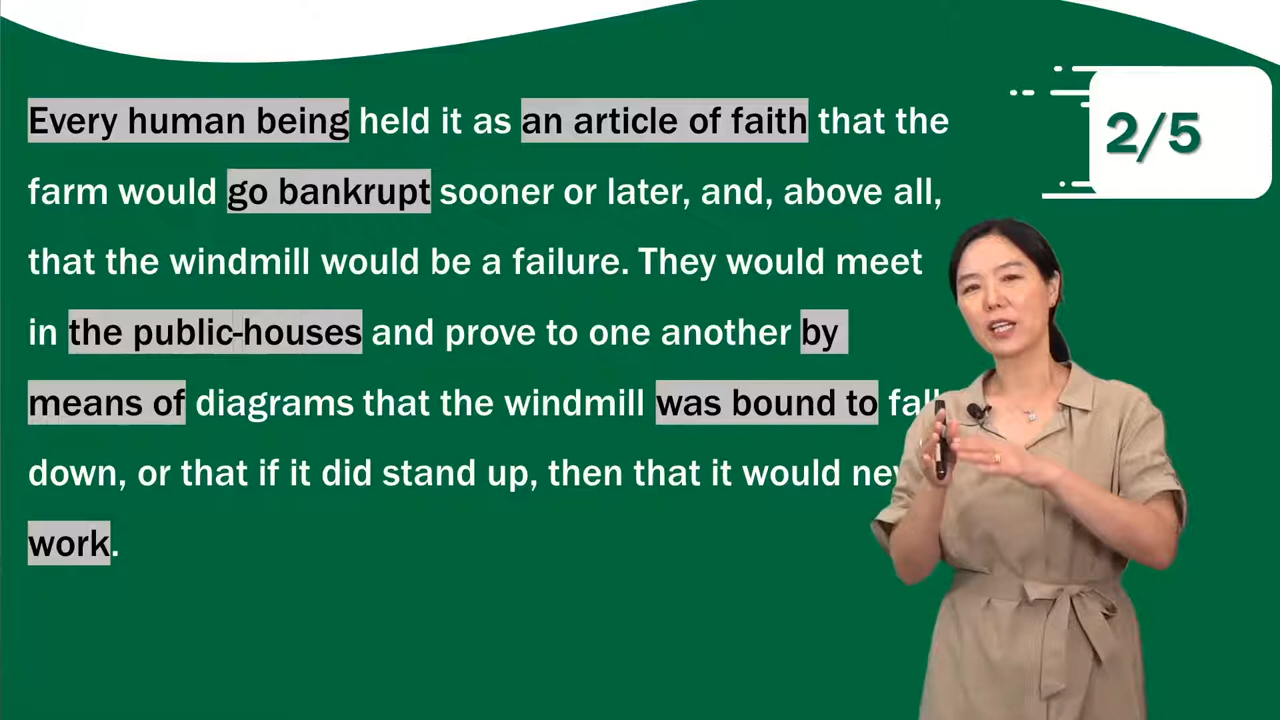 Every human being held it as an article of faith that the
2/5
farm would go bankrupt sooner or later, and, above all,
that the windmill would be a failure. They would meet
in the public-houses and prove to one another by
means of diagrams that the windmill was bound to fall
down, or that if it did stand up, then that it would
work.